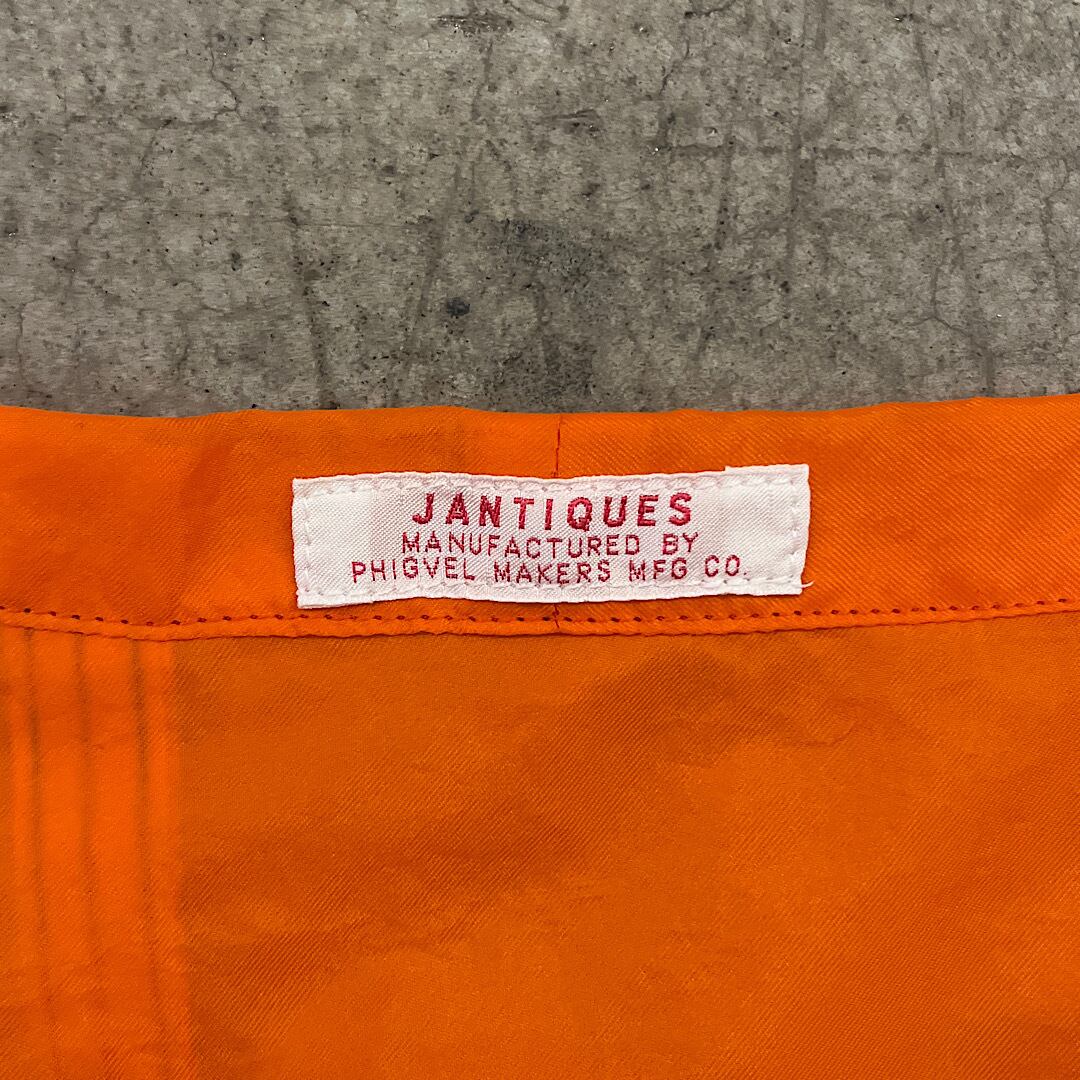 JANTIQUES
MANUFACTURED BY
PHIGVEL MAKERS MFG CO.